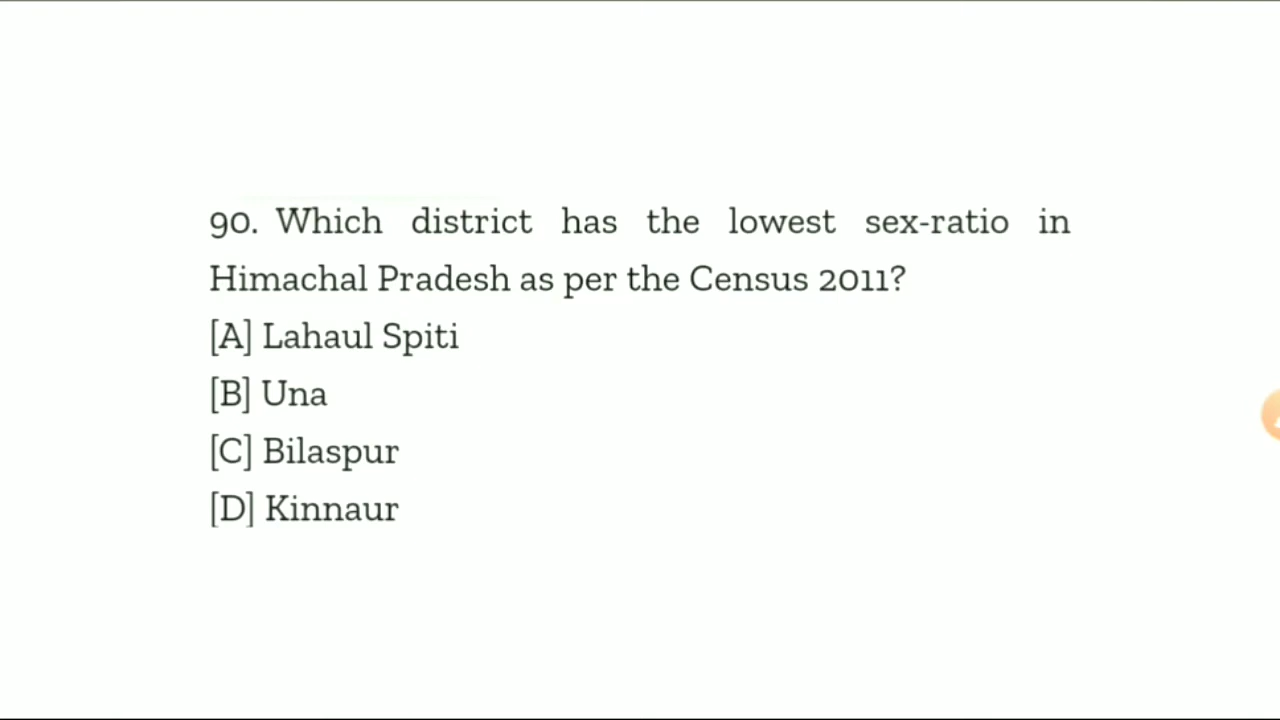 90. Which district has the lowest sex-ratio in
Himachal Pradesh as per the Census 2011?
[A] Lahaul Spiti
[B] Una
[C] Bilaspur
[D] Kinnaur